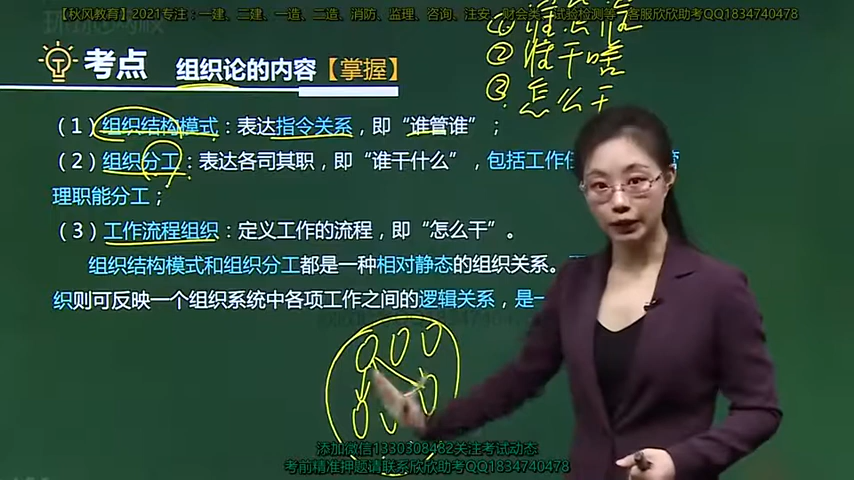 【秋风教育】2021专注：一建、二建、一造、二造、消防、监理、咨询、注安、财会类、试验检测等，客服欣欣助考QQ1834740478
①谁管谁
②谁干啥
③怎么干
考点 组织论的内容【掌握】
（1）组织结构模式：表达指令关系，即“谁管谁”；
（2）组织分工：表达各司其职，即“谁干什么”，包括工作任
理职能分工；
（3）工作流程组织：定义工作的流程，即“怎么干”。
组织结构模式和组织分工都是一种相对静态的组织关系。
织则可反映一个组织系统中各项工作之间的逻辑关系，是一
添加微信1330308482关注考试动态
考前精准押题请联系欣欣助考QQ1834740478